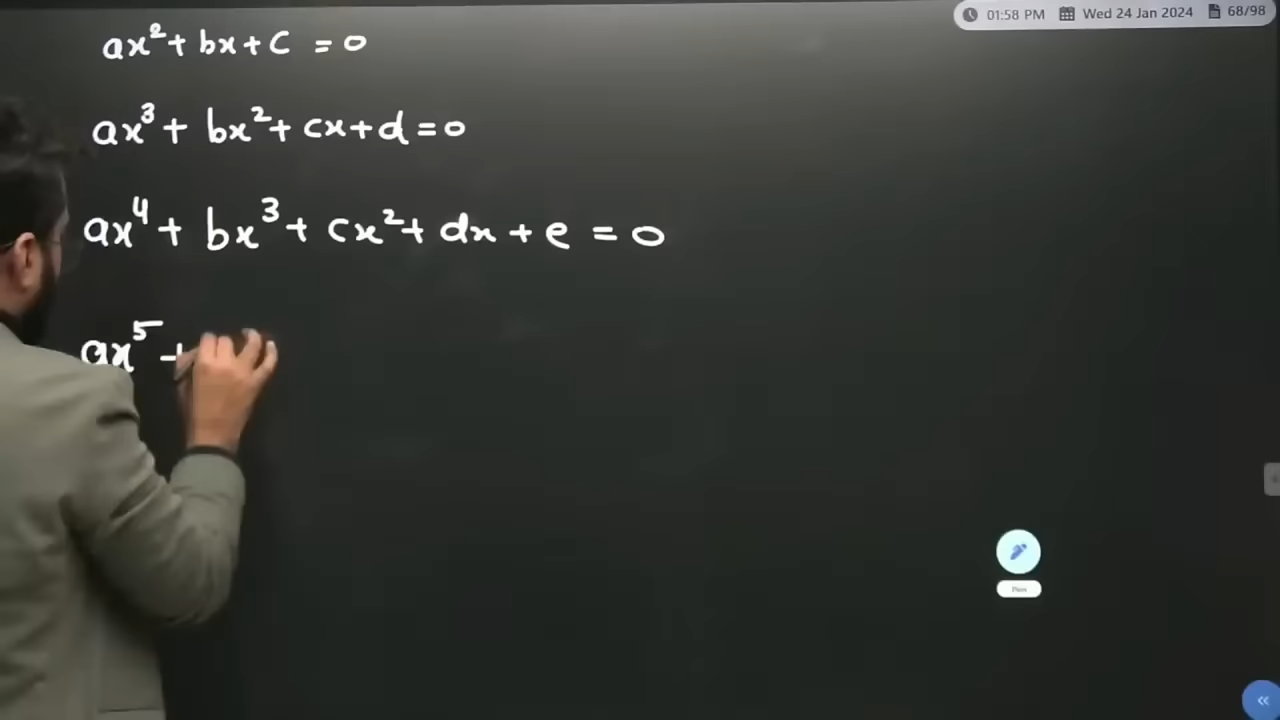 01:58 PM Wed 24 Jan 2024 68/98
ax² + bx + c = 0
ax³ + bx² + cx + d = 0
ax⁴ + bx³ + cx² + dx + e = 0
ax⁵ +